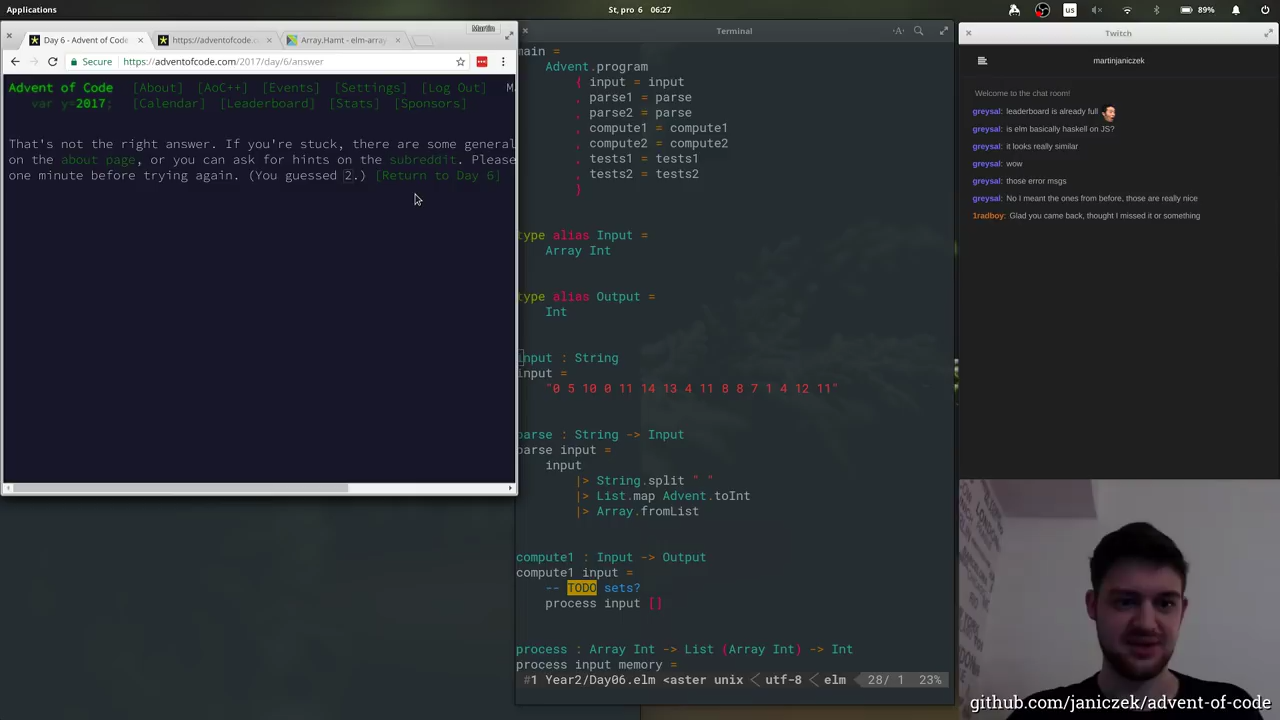 Applications
St, pro 6 06:27
us
89%
Martin
Day 6 - Advent of Code
https://adventofcode.c
Array.Hamt - elm-array
Secure
https://adventofcode.com/2017/day/6/answer
Advent of Code [About] [AoC++] [Events] [Settings] [Log Out] M
var y=2017; [Calendar] [Leaderboard] [Stats] [Sponsors]
That's not the right answer. If you're stuck, there are some general
on the about page, or you can ask for hints on the subreddit. Please
one minute before trying again. (You guessed 2.) [Return to Day 6]
Terminal
main =
Advent.program
{ input = input
, parse1 = parse
, parse2 = parse
, compute1 = compute1
, compute2 = compute2
, tests1 = tests1
, tests2 = tests2
}
type alias Input =
Array Int
type alias Output =
Int
input : String
input =
"0 5 10 0 11 14 13 4 11 8 8 7 1 4 12 11"
parse : String -> Input
parse input =
input
|> String.split " "
|> List.map Advent.toInt
|> Array.fromList
compute1 : Input -> Output
compute1 input =
-- TODO sets?
process input []
process : Array Int -> List (Array Int) -> Int
process input memory =
#1 Year2/Day06.elm <aster unix < utf-8 < elm 28/ 1 23%
Twitch
martinjaniczek
Welcome to the chat room!
greysal: leaderboard is already full
greysal: is elm basically haskell on JS?
greysal: it looks really similar
greysal: wow
greysal: those error msgs
greysal: No I meant the ones from before, those are really nice
1radboy: Glad you came back, thought I missed it or something
github.com/janiczek/advent-of-code